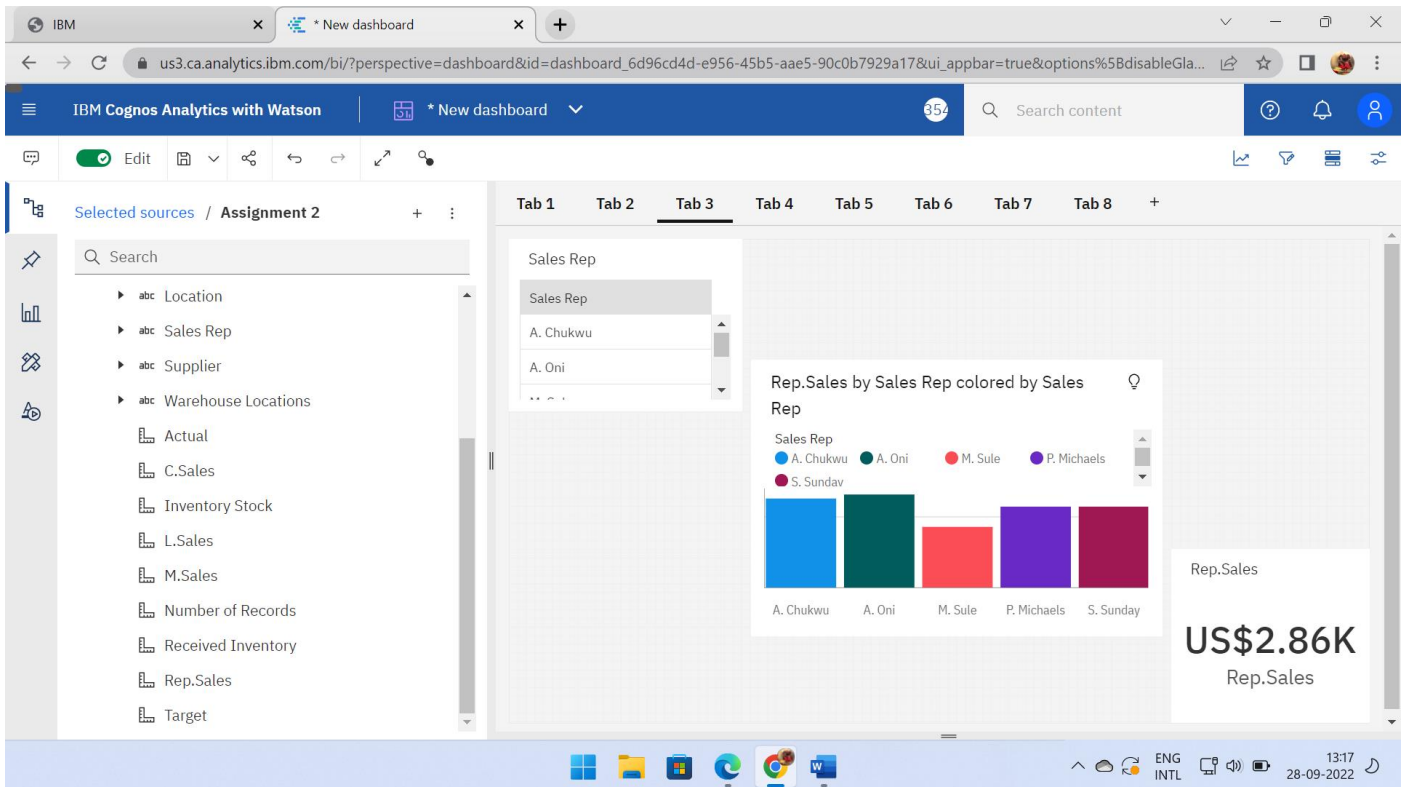 IBM
* New dashboard
us3.ca.analytics.ibm.com/bi/?perspective=dashboard&id=dashboard_6d96cd4d-e956-45b5-aae5-90c0b7929a17&ui_appbar=true&options%5BdisableGla...
IBM Cognos Analytics with Watson
* New dashboard
354
Search content
Edit
Selected sources / Assignment 2
Tab 1 Tab 2 Tab 3 Tab 4 Tab 5 Tab 6 Tab 7 Tab 8 +
Search
abc Location
abc Sales Rep
abc Supplier
abc Warehouse Locations
Actual
C.Sales
Inventory Stock
L.Sales
M.Sales
Number of Records
Received Inventory
Rep.Sales
Target
Sales Rep
Sales Rep
A. Chukwu
A. Oni
Rep.Sales by Sales Rep colored by Sales
Rep
Sales Rep
A. Chukwu A. Oni M. Sule P. Michaels
S. Sunday
A. Chukwu A. Oni M. Sule P. Michaels S. Sunday
Rep.Sales
US$2.86K
Rep.Sales
W
ENG
INTL
13:17
28-09-2022